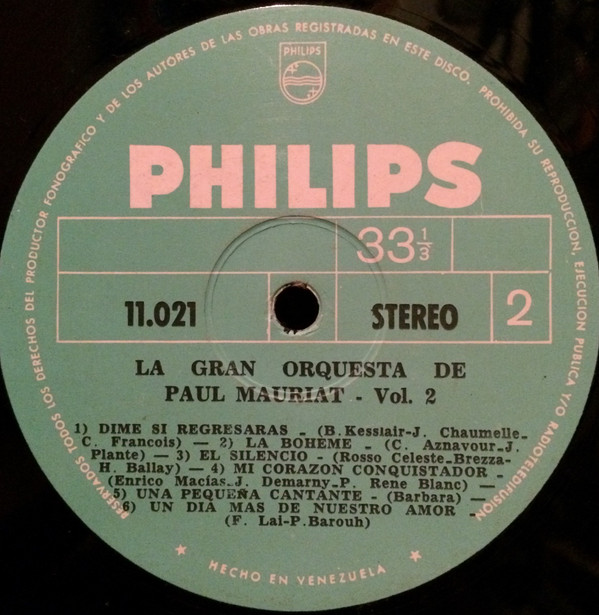 RESERVADOS TODOS LOS DERECHOS DEL PRODUCTOR FONOGRAFICO Y DE LOS AUTORES DE LAS OBRAS REGISTRADAS EN ESTE DISCO. PROHIBIDA SU REPRODUCCION, EJECUCION PUBLICA Y/O RADIOTELEDIFUSION
PHILIPS
PHILIPS
33 1/3
11.021 STEREO 2
LA GRAN ORQUESTA DE
PAUL MAURIAT - Vol. 2
1) DIME SI REGRESARAS - (B. Kesslair-J. Chaumelle-
C. Francois) — 2) LA BOHEME - (C. Aznavour-J.
Plante) — 3) EL SILENCIO - (Rosso Celeste-Brezza-
H. Ballay) — 4) MI CORAZON CONQUISTADOR -
(Enrico Macías-J. Demarny-P. Rene Blanc) —
5) UNA PEQUEÑA CANTANTE - (Barbara) —
6) UN DIA MAS DE NUESTRO AMOR -
(F. Lai-P.Barouh)
★ HECHO EN VENEZUELA ★